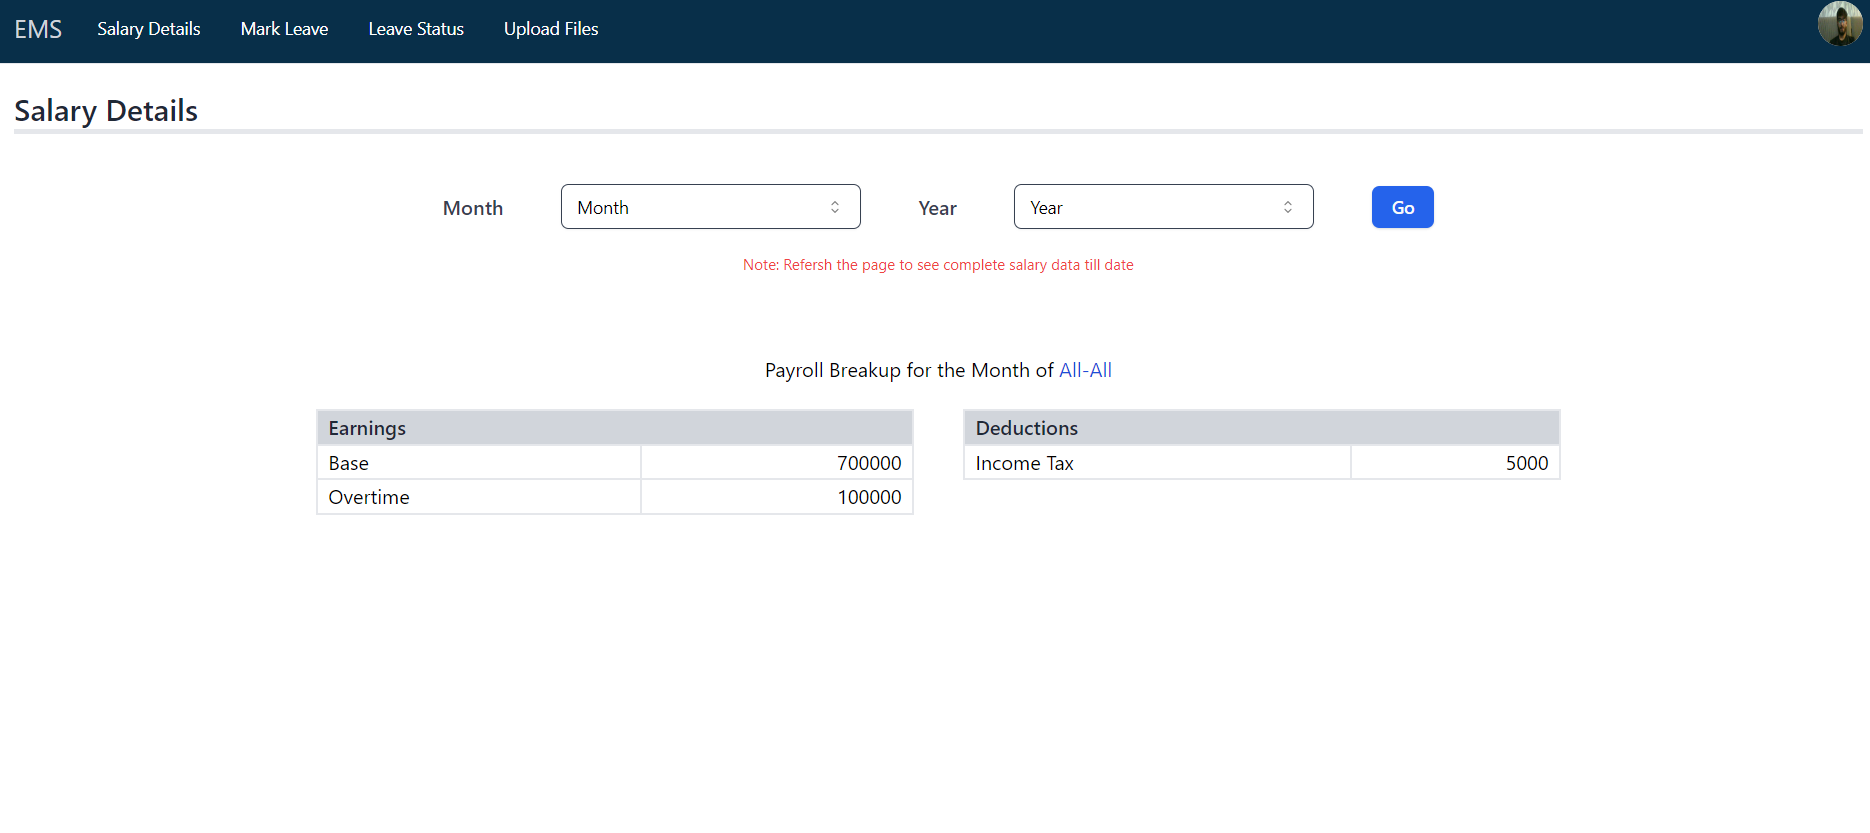 EMS Salary Details Mark Leave Leave Status Upload Files
Salary Details
Month Month Year Year Go
Note: Refersh the page to see complete salary data till date
Payroll Breakup for the Month of All-All
Earnings
Base 700000
Overtime 100000
Deductions
Income Tax 5000